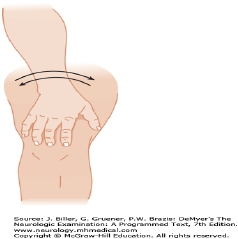 Source: J. Biller, G. Gruener, P.W. Brazis: DeMyer's The
Neurologic Examination: A Programmed Text, 7th Edition.
www.neurology.mhmedical.com
Copyright © McGraw-Hill Education. All rights reserved.